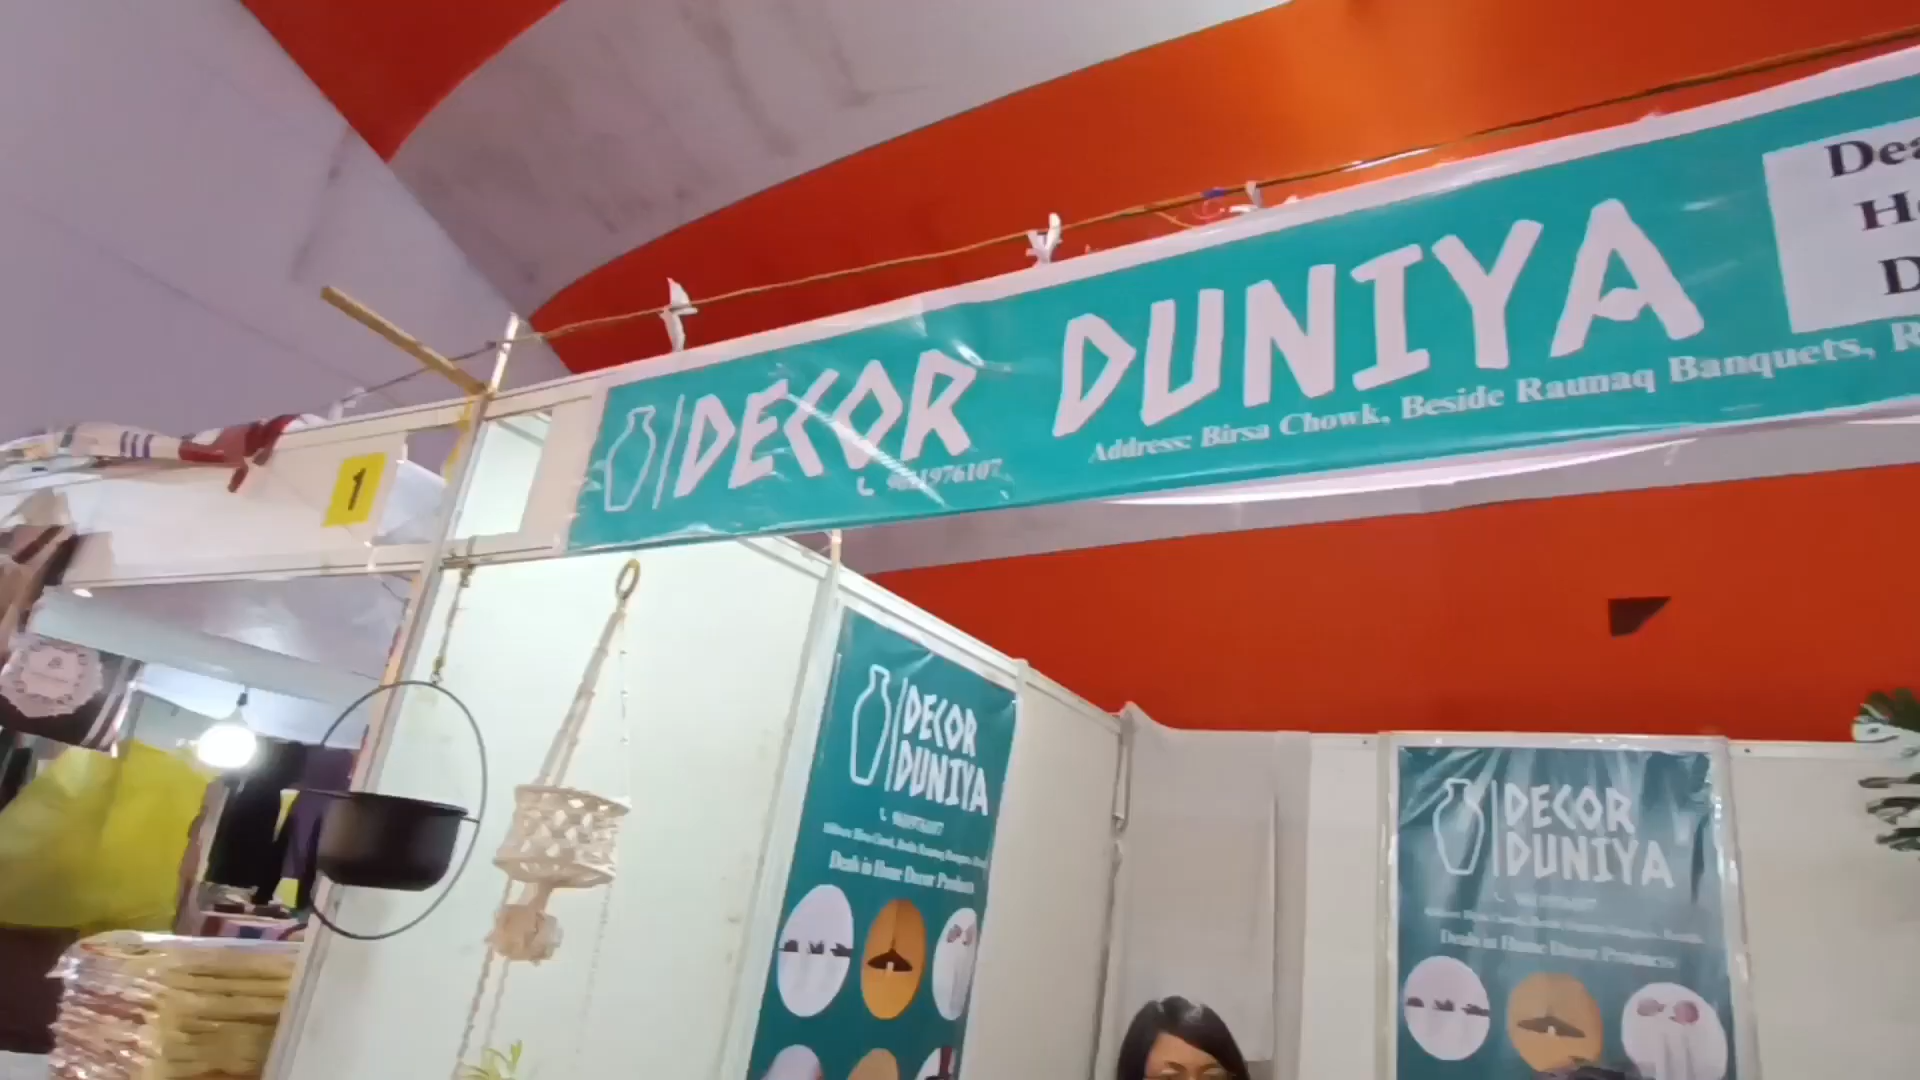 Dea
H
D
DECOR DUNIYA
Address: Birsa Chowk, Beside Raunaq Banquets, R
1976107
1
DECOR
DUNIYA
Deals in Home Decor Products
DECOR
DUNIYA
Deals in Home Decor Products